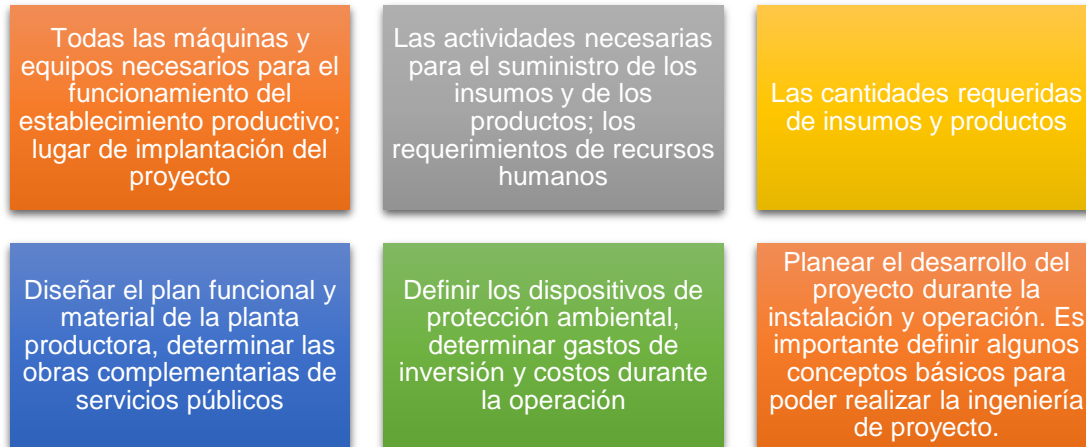 Todas las máquinas y
equipos necesarios para el
funcionamiento del
establecimiento productivo;
lugar de implantación del
proyecto
Las actividades necesarias
para el suministro de los
insumos y de los
productos; los
requerimientos de recursos
humanos
Las cantidades requeridas
de insumos y productos
Diseñar el plan funcional y
material de la planta
productora, determinar las
obras complementarias de
servicios públicos
Definir los dispositivos de
protección ambiental,
determinar gastos de
inversión y costos durante
la operación
Planear el desarrollo del
proyecto durante la
instalación y operación. Es
importante definir algunos
conceptos básicos para
poder realizar la ingeniería
de proyecto.